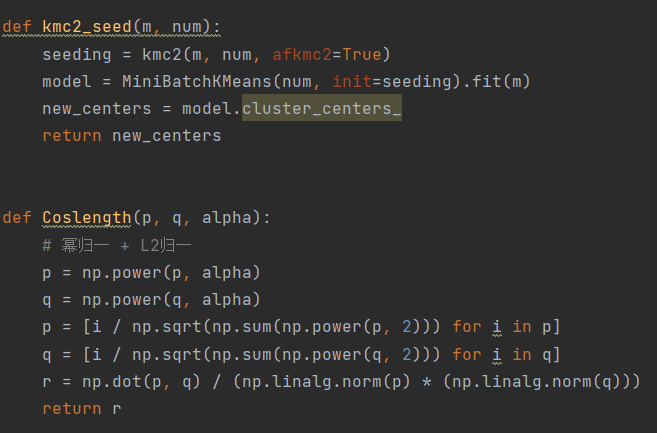 def kmc2_seed(m, num):
    seeding = kmc2(m, num, afkmc2=True)
    model = MiniBatchKMeans(num, init=seeding).fit(m)
    new_centers = model.cluster_centers_
    return new_centers
def Coslength(p, q, alpha):
    # 幂归一 + L2归一
    p = np.power(p, alpha)
    q = np.power(q, alpha)
    p = [i / np.sqrt(np.sum(np.power(p, 2))) for i in p]
    q = [i / np.sqrt(np.sum(np.power(q, 2))) for i in q]
    r = np.dot(p, q) / (np.linalg.norm(p) * (np.linalg.norm(q)))
    return r